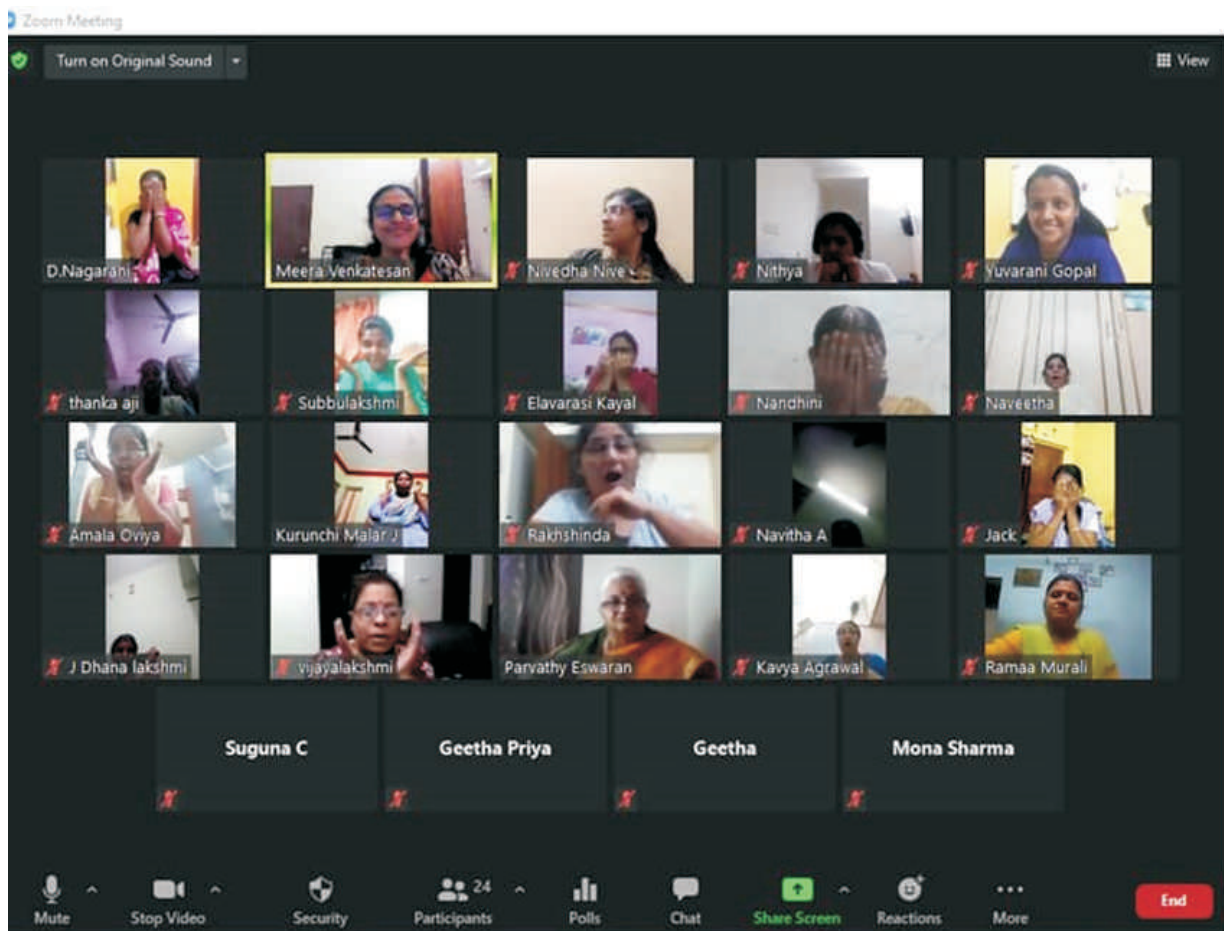 Zoom Meeting
Turn on Original Sound
View
D.Nagarani
Meera Venkatesan
Nivedha Nive
Nithya
Yuvarani Gopal
thanka aji
Subbulakshmi
Elavarasi Kayal
Nandhini
Naveetha
Amala Oviya
Kurunchi Malar J
Rakhshinda
Navitha A
Jack
J Dhana lakshmi
vijayalakshmi
Parvathy Eswaran
Kavya Agrawal
Ramaa Murali
Suguna C
Geetha Priya
Geetha
Mona Sharma
24
Mute
Stop Video
Security
Participants
Polls
Chat
Share Screen
Reactions
More
End